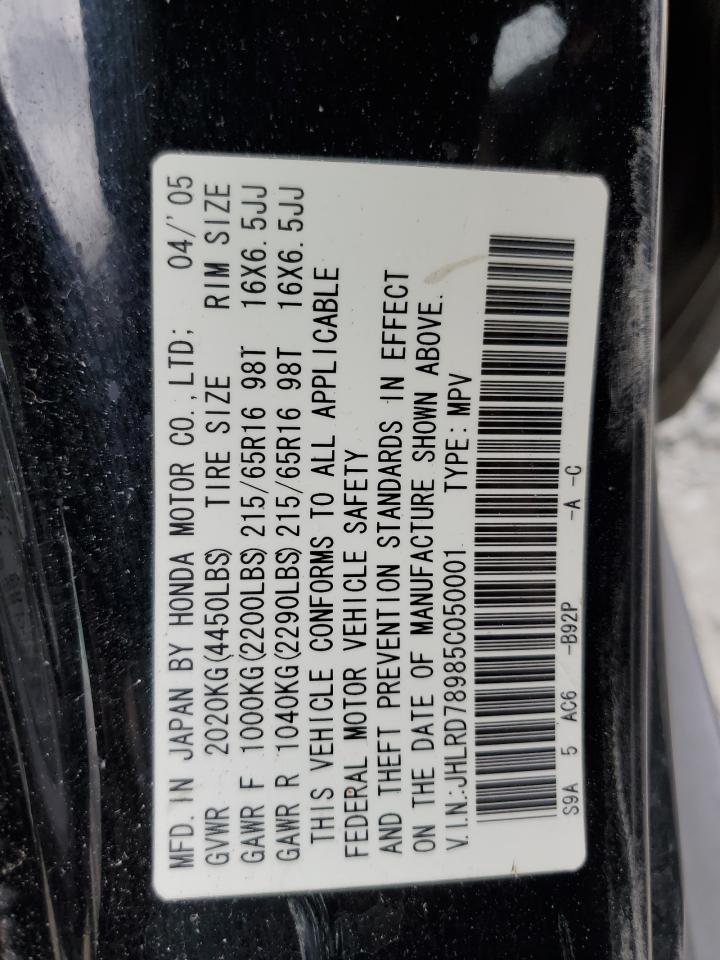 MFD. IN JAPAN BY HONDA MOTOR CO.,LTD; 04/'05
GVWR 2020KG(4450LBS) TIRE SIZE RIM SIZE
GAWR F 1000KG(2200LBS) 215/65R16 98T 16X6.5JJ
GAWR R 1040KG(2290LBS) 215/65R16 98T 16X6.5JJ
THIS VEHICLE CONFORMS TO ALL APPLICABLE
FEDERAL MOTOR VEHICLE SAFETY
AND THEFT PREVENTION STANDARDS IN EFFECT
ON THE DATE OF MANUFACTURE SHOWN ABOVE.
V.I.N.:JHLRD78985C050001 TYPE:MPV
S9A 5 AC6 -B92P -A -C